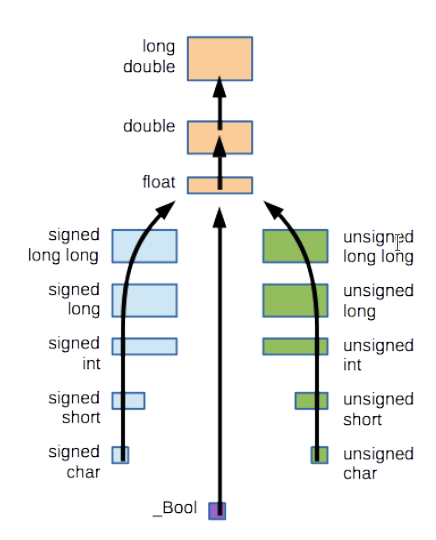 long
double
double
float
signed
long long
unsigned
long long
signed
long
unsigned
long
signed
int
unsigned
int
signed
short
unsigned
short
signed
char
unsigned
char
_Bool